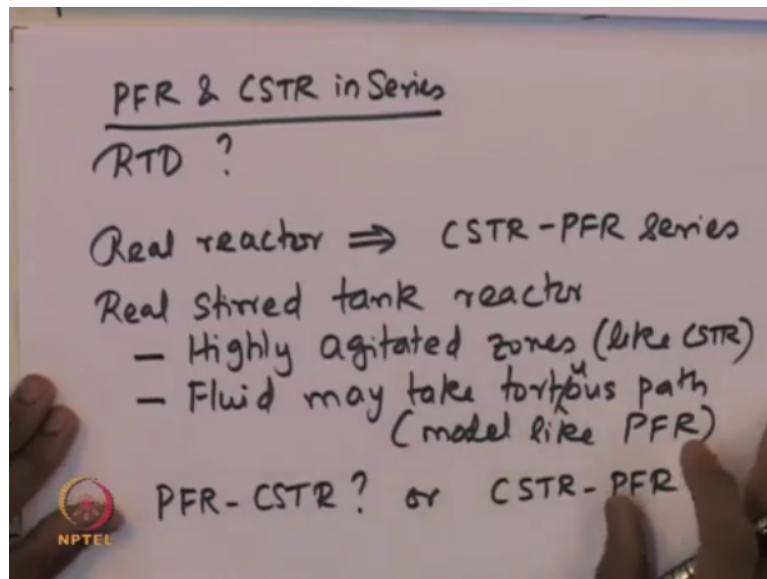 PFR & CSTR in Series
RTD ?
Real reactor ⇒ CSTR-PFR Series
Real stirred tank reactor
- Highly agitated zones (like CSTR)
- Fluid may take tortuous path
(model like PFR)
PFR-CSTR? or CSTR-PFR
NPTEL